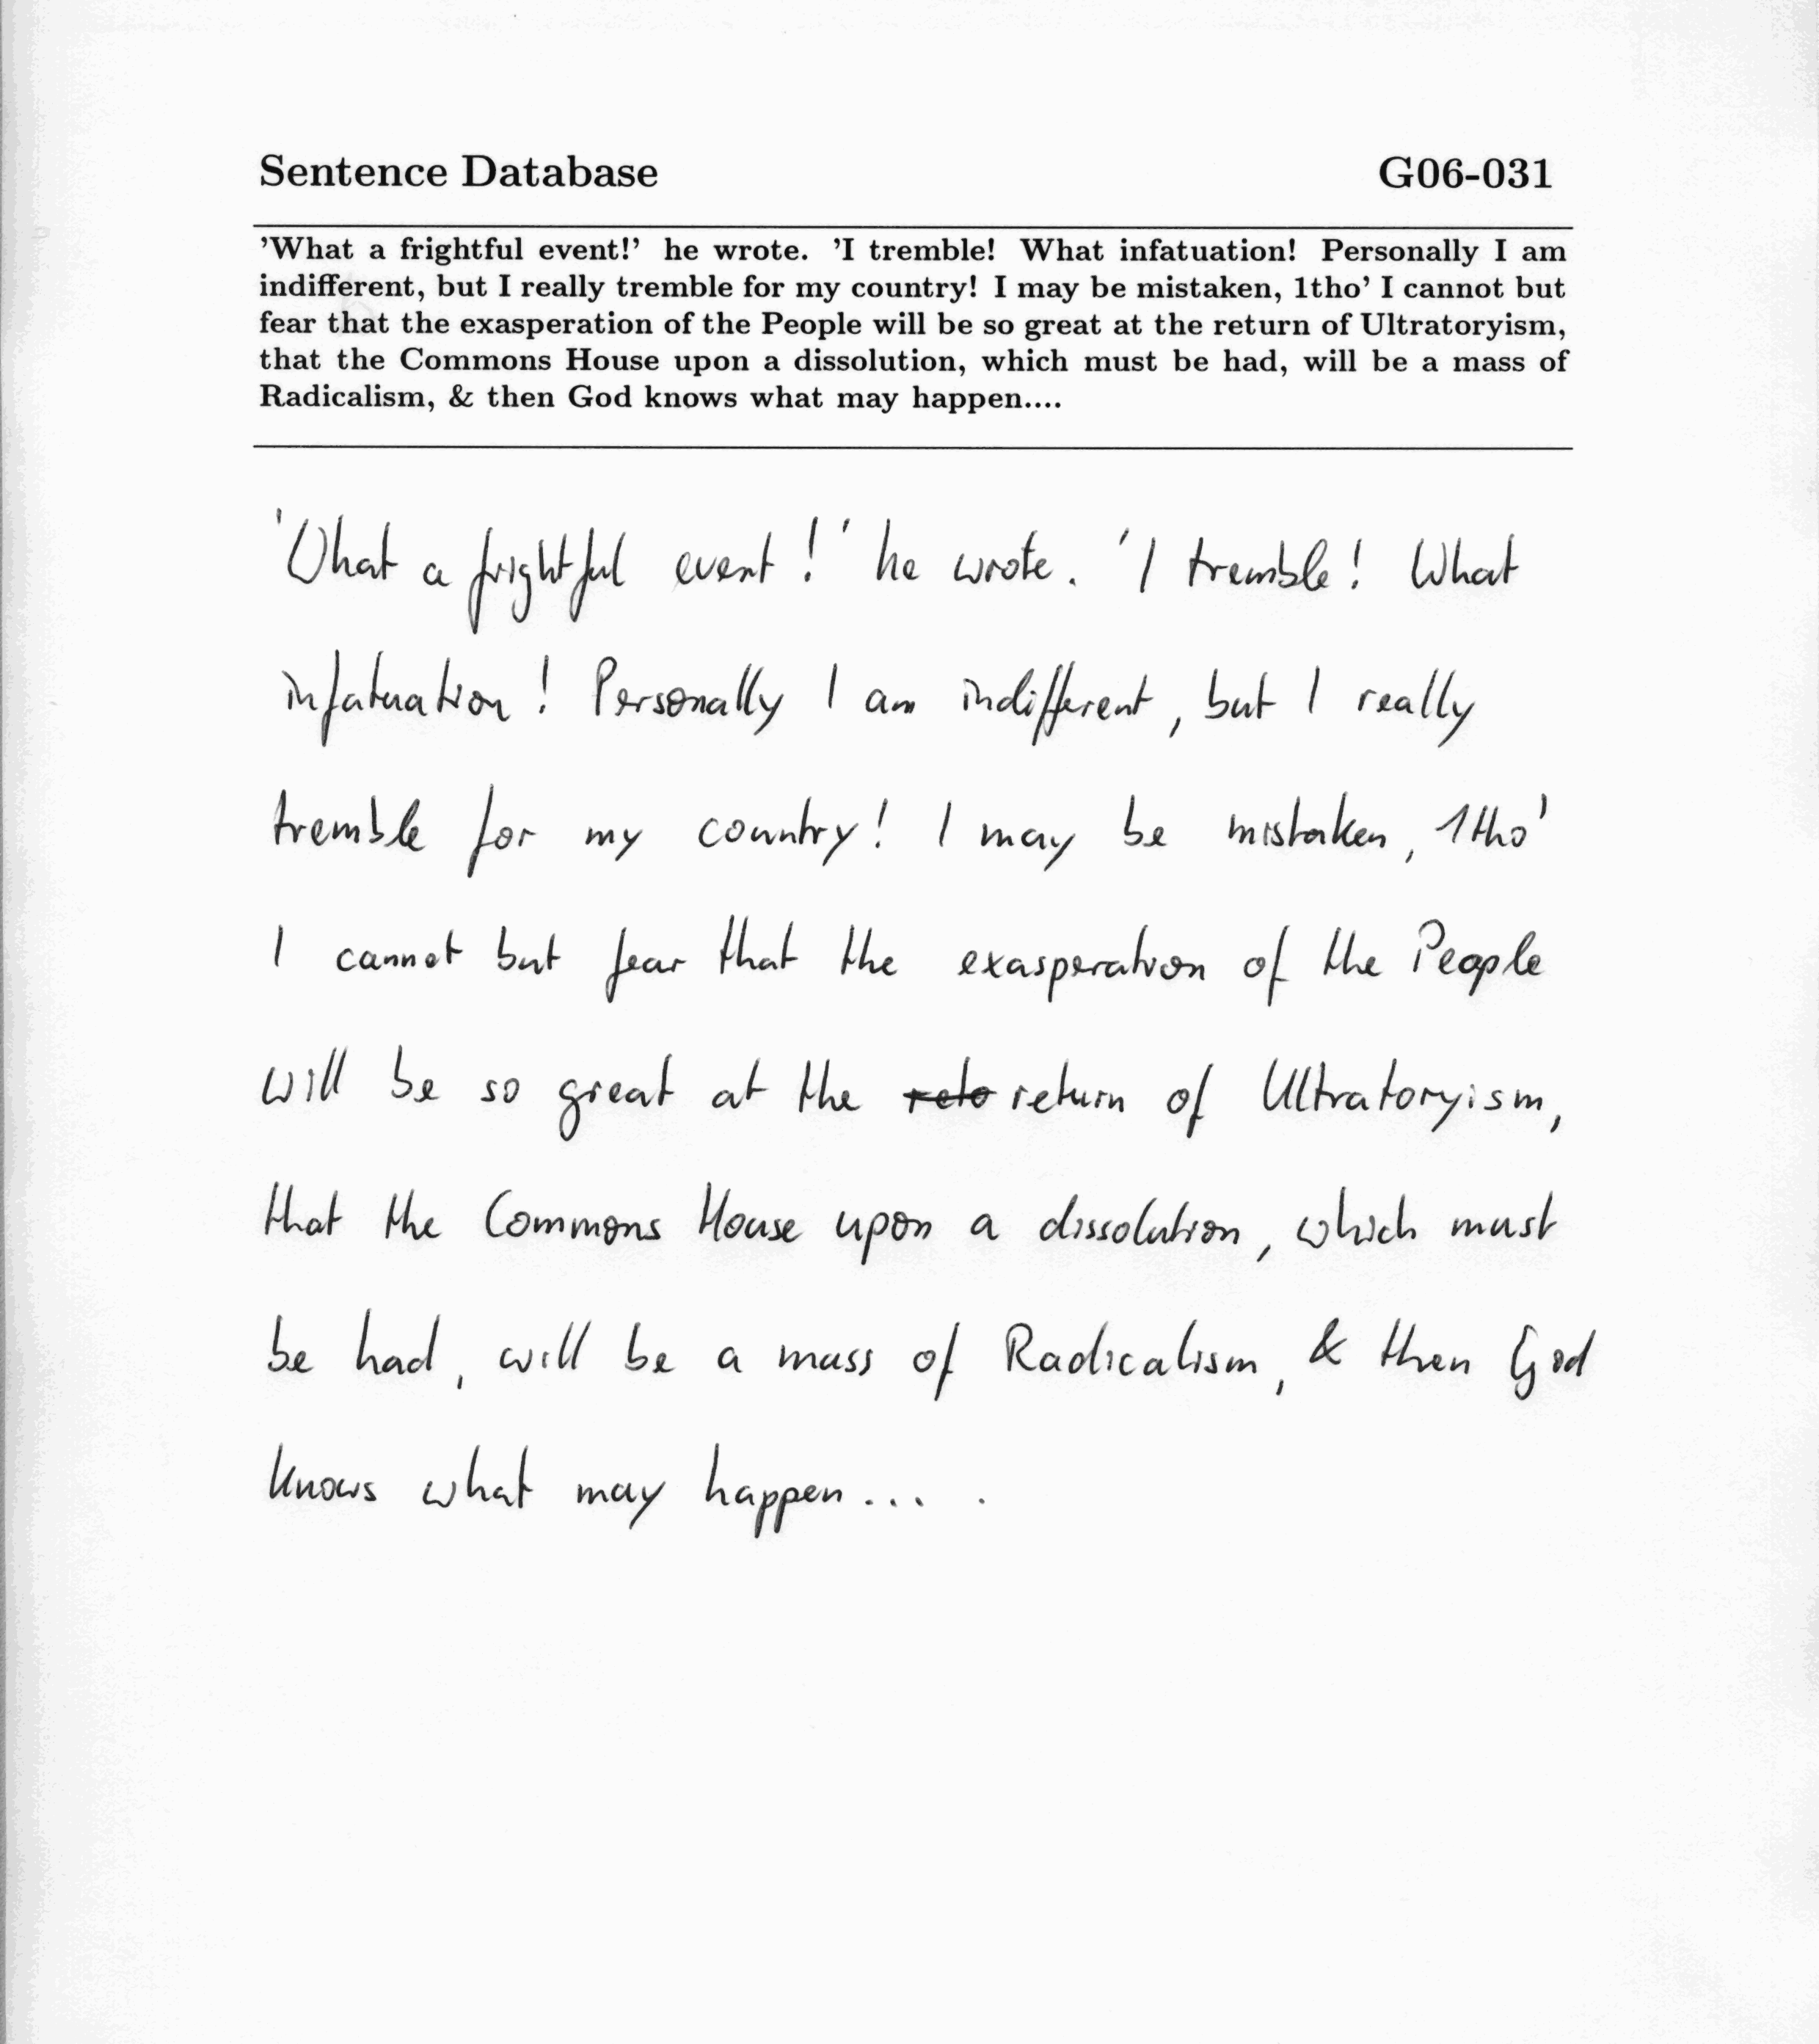 Sentence Database G06-031
’What a frightful event!’ he wrote. ’I tremble! What infatuation! Personally I am
indifferent, but I really tremble for my country! I may be mistaken, 1tho’ I cannot but
fear that the exasperation of the People will be so great at the return of Ultratoryism,
that the Commons House upon a dissolution, which must be had, will be a mass of
Radicalism, & then God knows what may happen....
'What a frightful event!' he wrote. 'I tremble! What
infatuation! Personally I am indifferent, but I really
tremble for my country! I may be mistaken, 1tho'
I cannot but fear that the exasperation of the People
will be so great at the reto return of Ultratoryism,
that the Commons House upon a dissolution, which must
be had, will be a mass of Radicalism, & then God
knows what may happen... .